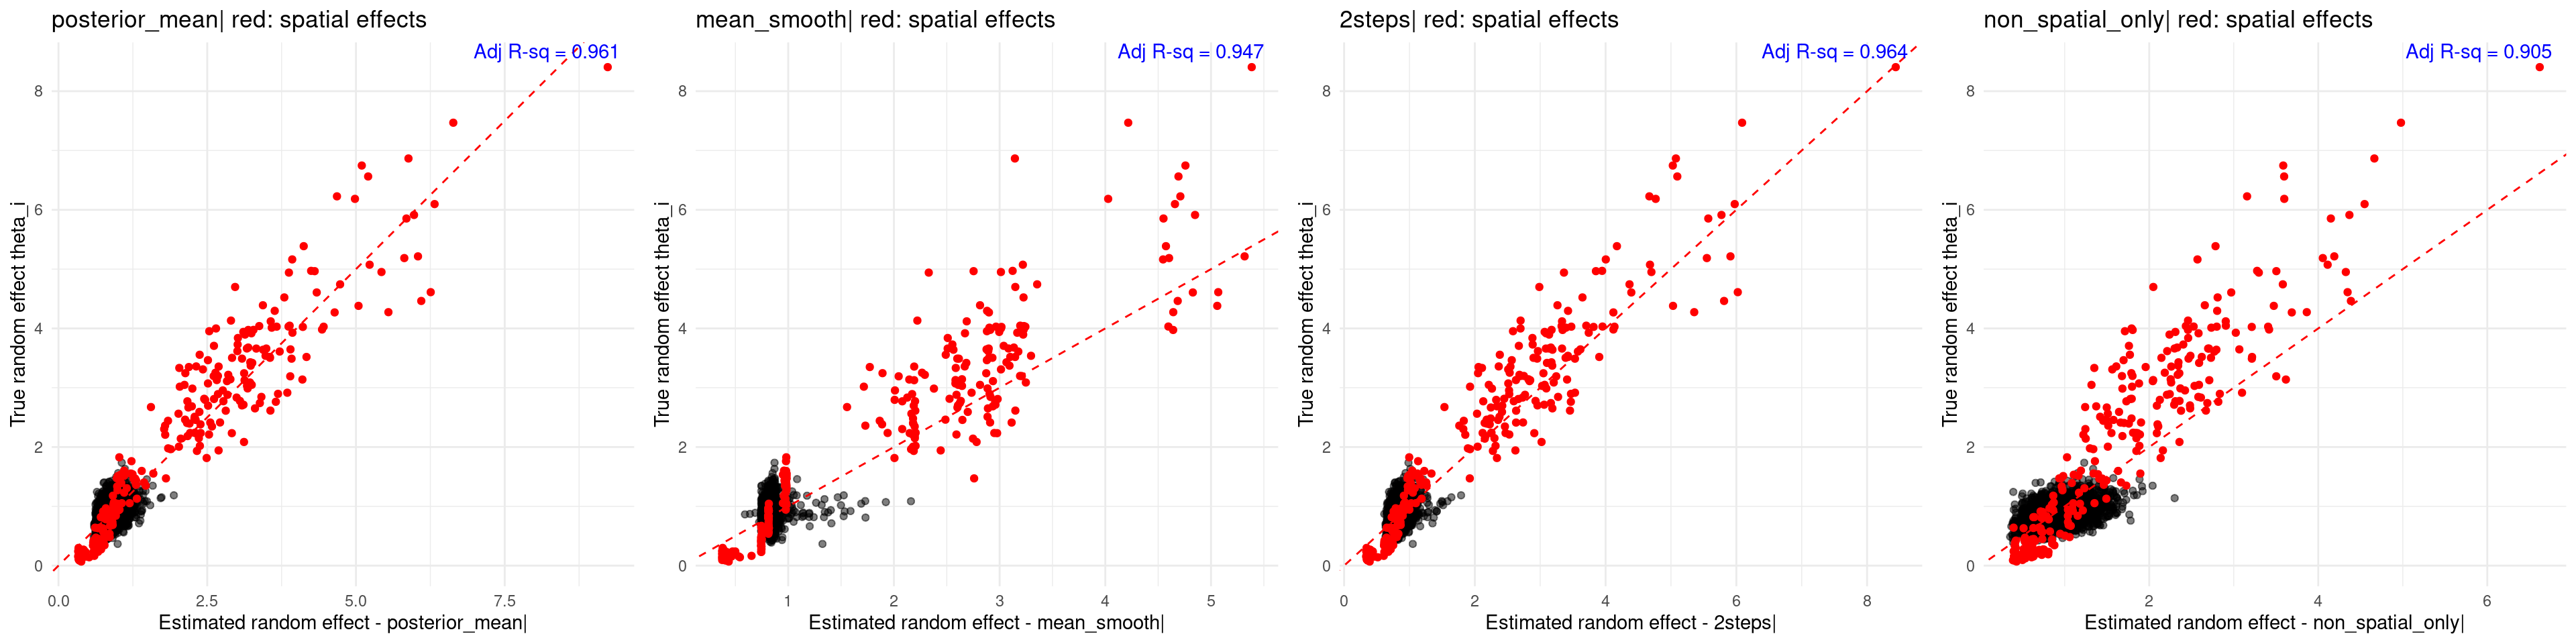 posterior_mean| red: spatial effects
Adj R-sq = 0.961
True random effect theta_i
8
6
4
2
0
0.0
2.5
5.0
7.5
Estimated random effect - posterior_mean|
mean_smooth| red: spatial effects
Adj R-sq = 0.947
True random effect theta_i
8
6
4
2
0
1
2
3
4
5
Estimated random effect - mean_smooth|
2steps| red: spatial effects
Adj R-sq = 0.964
True random effect theta_i
8
6
4
2
0
0
2
4
6
8
Estimated random effect - 2steps|
non_spatial_only| red: spatial effects
Adj R-sq = 0.905
True random effect theta_i
8
6
4
2
0
2
4
6
Estimated random effect - non_spatial_only|